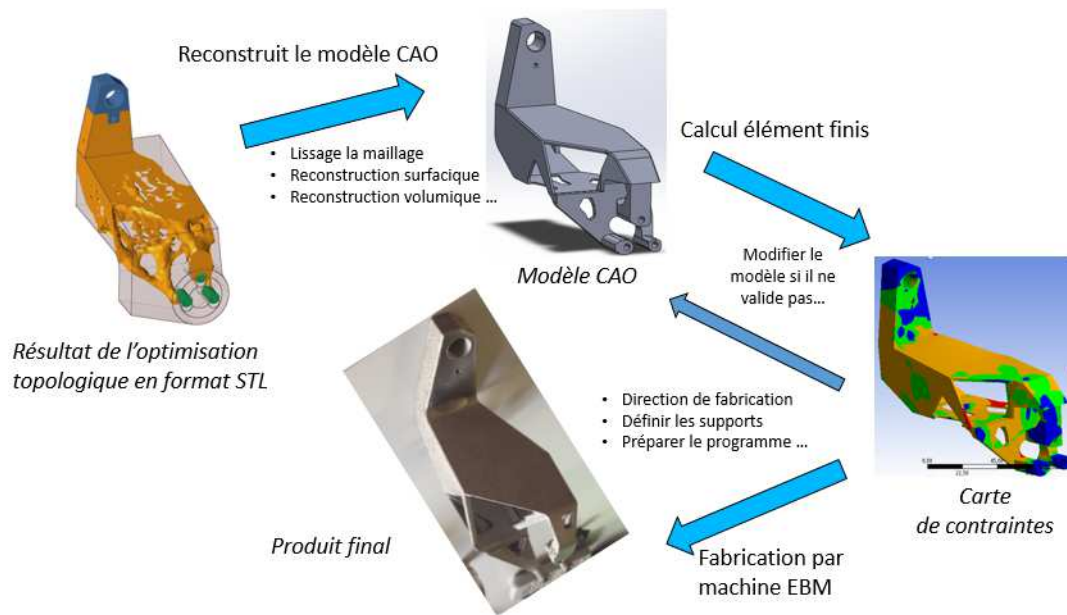 Reconstruit le modèle CAO
• Lissage la maillage
• Reconstruction surfacique
• Reconstruction volumique ...
Résultat de l'optimisation
topologique en format STL
Modèle CAO
Calcul élément finis
Modifier le
modèle si il ne
valide pas...
• Direction de fabrication
• Définir les supports
• Préparer le programme ...
Carte
de contraintes
Produit final
Fabrication par
machine EBM